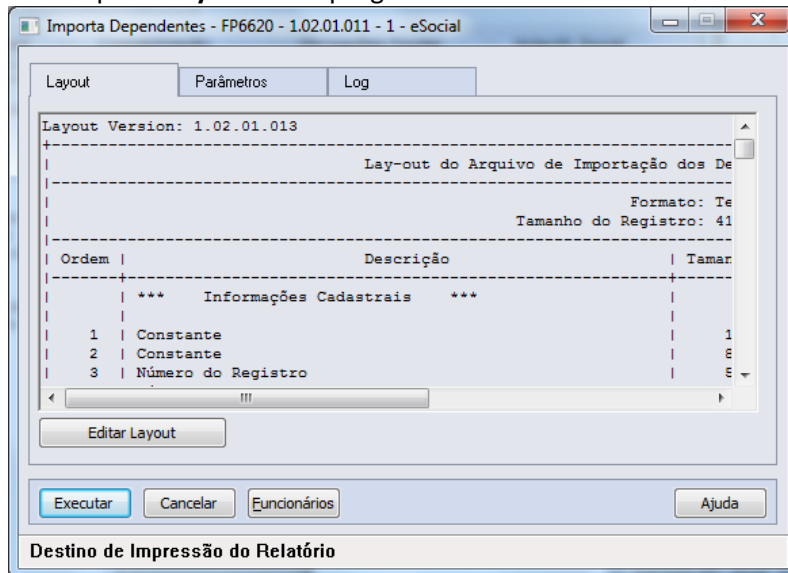 Importa Dependentes - FP6620 - 1.02.01.011 - 1 - eSocial
Layout Parâmetros Log
Layout Version: 1.02.01.013
Lay-out do Arquivo de Importação dos De
Formato: Te
Tamanho do Registro: 41
Ordem | Descrição | Taman
*** Informações Cadastrais ***
1 | Constante | 1
2 | Constante | 8
3 | Número do Registro | 5
Editar Layout
Executar Cancelar Funcionários Ajuda
Destino de Impressão do Relatório